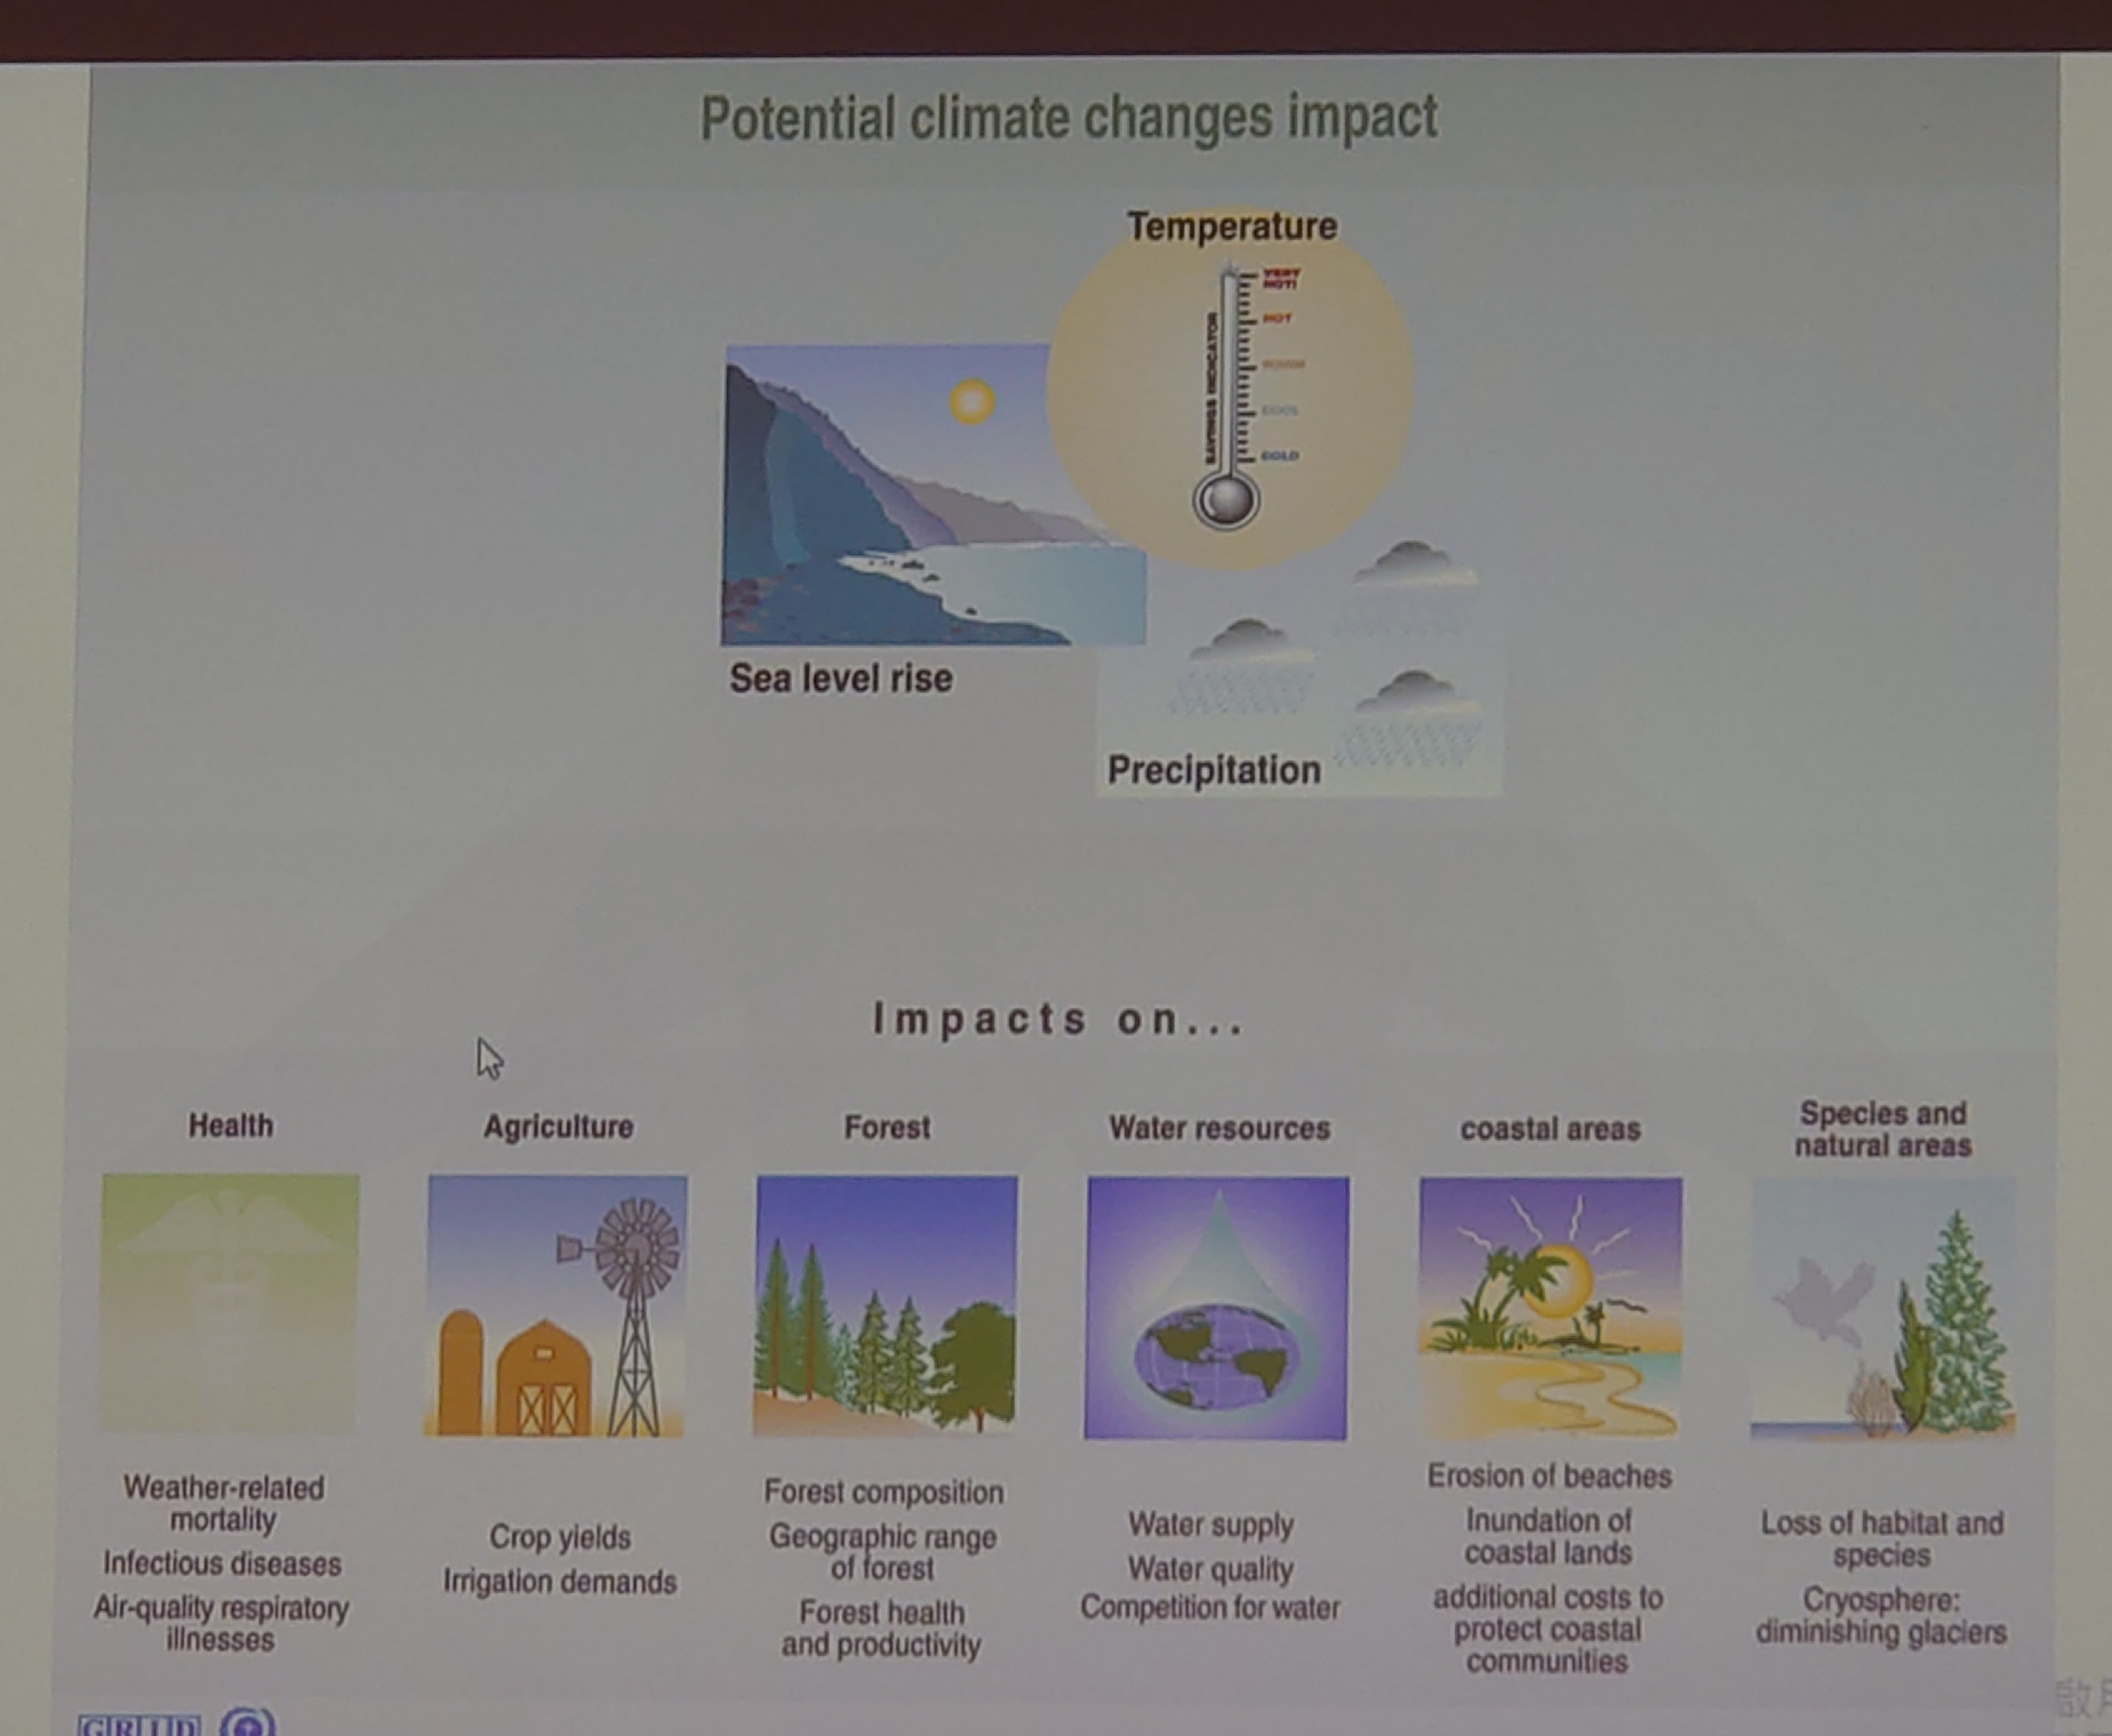 Potential climate changes impact
Temperature
VERY
HOT!
HOT
WARM
COOL
COLD
SAVINGS INDICATOR
Sea level rise
Precipitation
Impacts on...
Health
Agriculture
Forest
Water resources
coastal areas
Species and
natural areas
Weather-related
mortality
Infectious diseases
Air-quality respiratory
illnesses
Crop yields
Irrigation demands
Forest composition
Geographic range
of forest
Forest health
and productivity
Water supply
Water quality
Competition for water
Erosion of beaches
Inundation of
coastal lands
additional costs to
protect coastal
communities
Loss of habitat and
species
Cryosphere:
diminishing glaciers
GRID